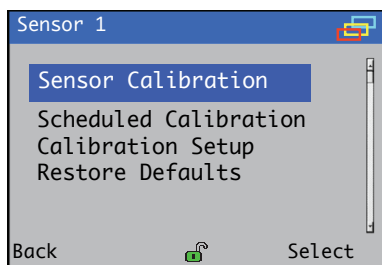 Sensor 1
Sensor Calibration
Scheduled Calibration
Calibration Setup
Restore Defaults
Back Select